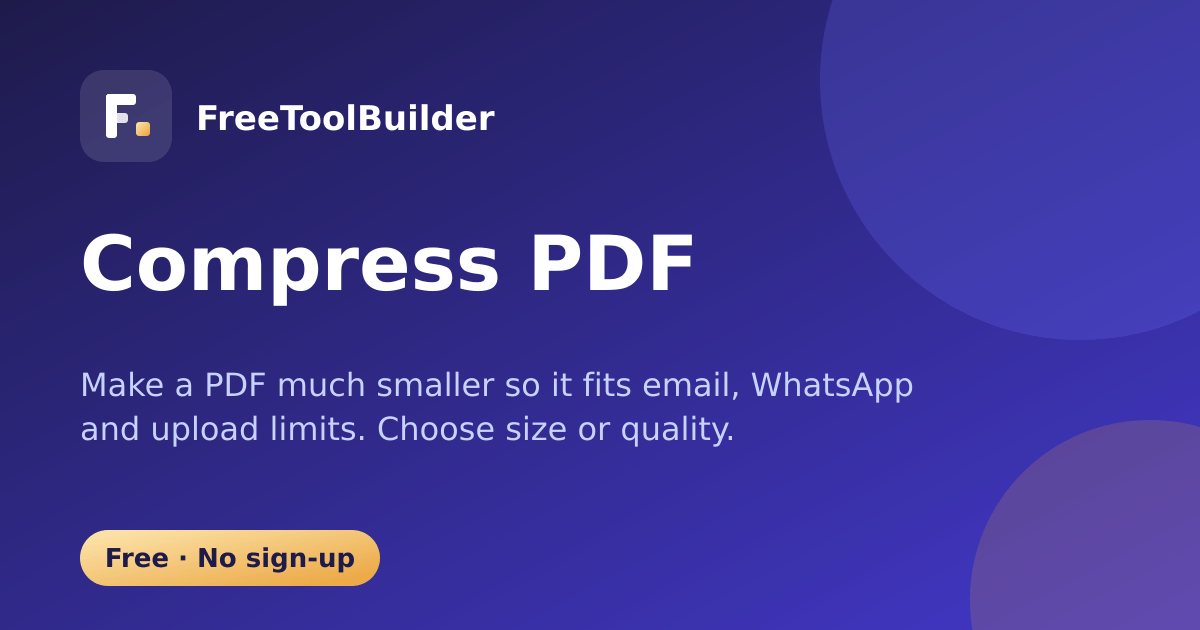 FreeToolBuilder
Compress PDF
Make a PDF much smaller so it fits email, WhatsApp
and upload limits. Choose size or quality.
Free · No sign-up